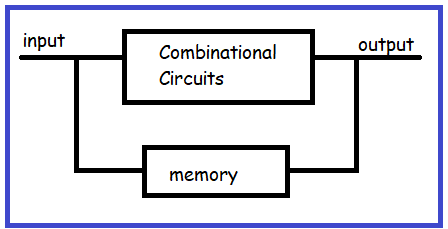 input
Combinational
Circuits
output
memory